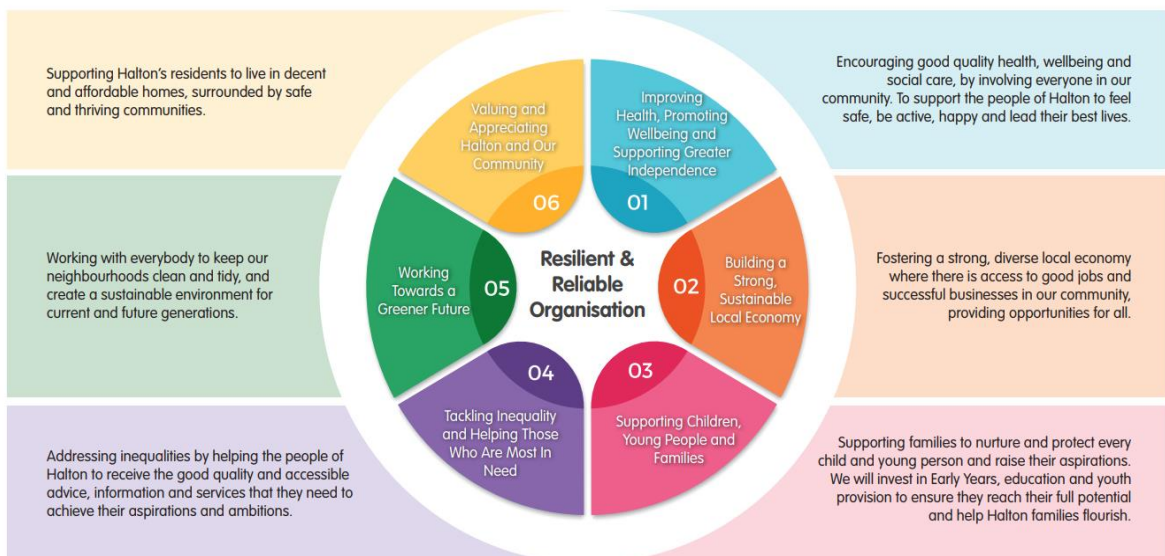 Supporting Halton's residents to live in decent
and affordable homes, surrounded by safe
and thriving communities.
Working with everybody to keep our
neighbourhoods clean and tidy, and
create a sustainable environment for
current and future generations.
Addressing inequalities by helping the people of
Halton to receive the good quality and accessible
advice, information and services that they need to
achieve their aspirations and ambitions.
Valuing and
Appreciating
Halton and Our
Community
06
Improving
Health, Promoting
Wellbeing and
Supporting Greater
Independence
01
Working
Towards a
Greener Future
05
Resilient &
Reliable
Organisation
02
Building a
Strong,
Sustainable
Local Economy
04
Tackling Inequality
and Helping Those
Who Are Most In
Need
03
Supporting Children,
Young People and
Families
Encouraging good quality health, wellbeing and
social care, by involving everyone in our
community. To support the people of Halton to feel
safe, be active, happy and lead their best lives.
Fostering a strong, diverse local economy
where there is access to good jobs and
successful businesses in our community,
providing opportunities for all.
Supporting families to nurture and protect every
child and young person and raise their aspirations.
We will invest in Early Years, education and youth
provision to ensure they reach their full potential
and help Halton families flourish.